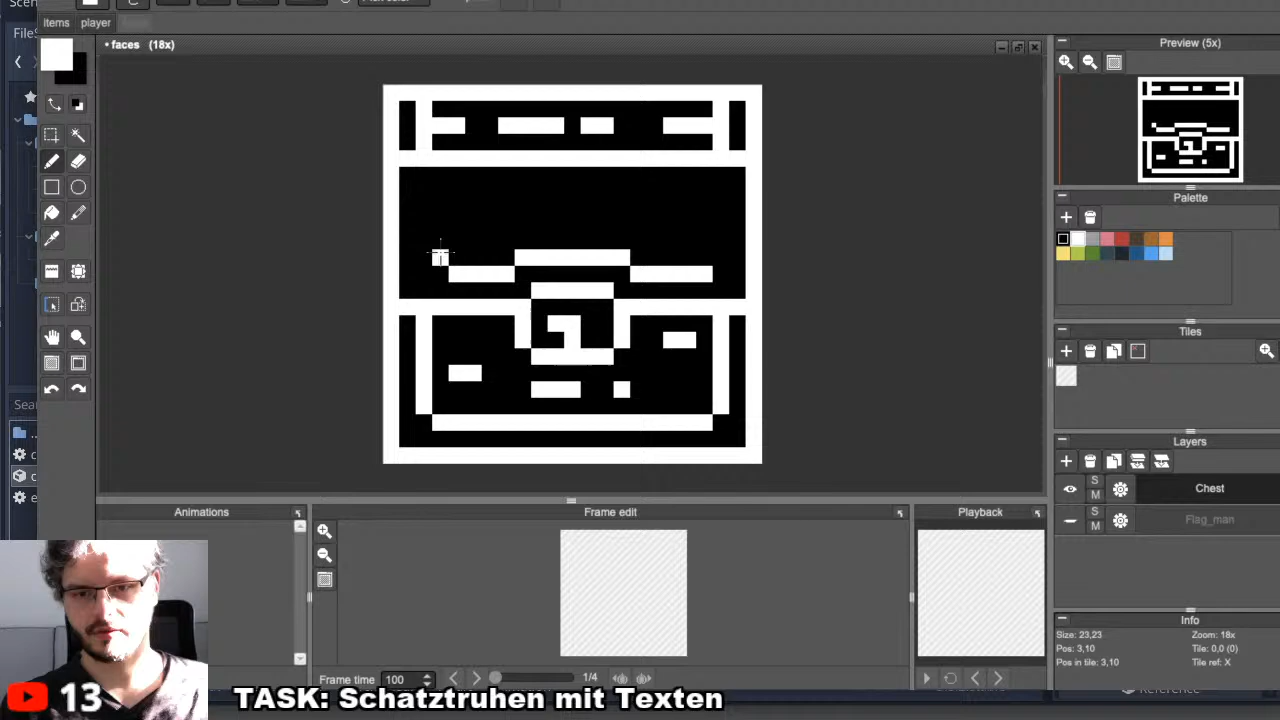 items player
• faces (18x)
Preview (5x)
Palette
Tiles
Layers
S
M
Chest
S
M
Flag_man
Info
Size: 23,23 Zoom: 18x
Pos: 3,10 Tile: 0,0 (0)
Pos in tile: 3,10 Tile ref: X
Animations
Frame edit
Playback
Frame time 100 1/4
13
TASK: Schatztruhen mit Texten